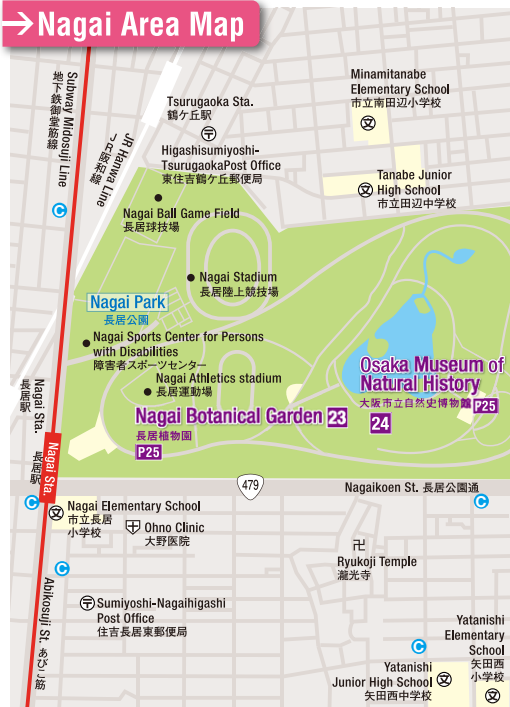 →Nagai Area Map
Subway Midosuji Line
地下鉄御堂筋線
JR Hanwa Line
JR阪和線
Tsurugaoka Sta.
鶴ケ丘駅
〒
Higashisumiyoshi-
TsurugaokaPost Office
東住吉鶴ケ丘郵便局
Minamitanabe
Elementary School
市立南田辺小学校
文
Tanabe Junior
High School
市立田辺中学校
文
C
Nagai Ball Game Field
長居球技場
Nagai Stadium
長居陸上競技場
Nagai Park
長居公園
Nagai Sports Center for Persons
with Disabilities
障害者スポーツセンター
Nagai Athletics stadium
長居運動場
Osaka Museum of
Natural History
大阪市立自然史博物館 P25
24
Nagai Botanical Garden 23
長居植物園
P25
Nagai Sta.
長居駅
Nagai Sta.
長居駅
479
Nagaikoen St. 長居公園通
C
C
文
Nagai Elementary School
市立長居
小学校
Ohno Clinic
大野医院
卍
Ryukoji Temple
瀧光寺
C
Abikosuji St. あびこ筋
〒
Sumiyoshi-Nagaihigashi
Post Office
住吉長居東郵便局
C
Yatanishi
Elementary
School
矢田西
小学校
文
Yatanishi
Junior High School
矢田西中学校
文